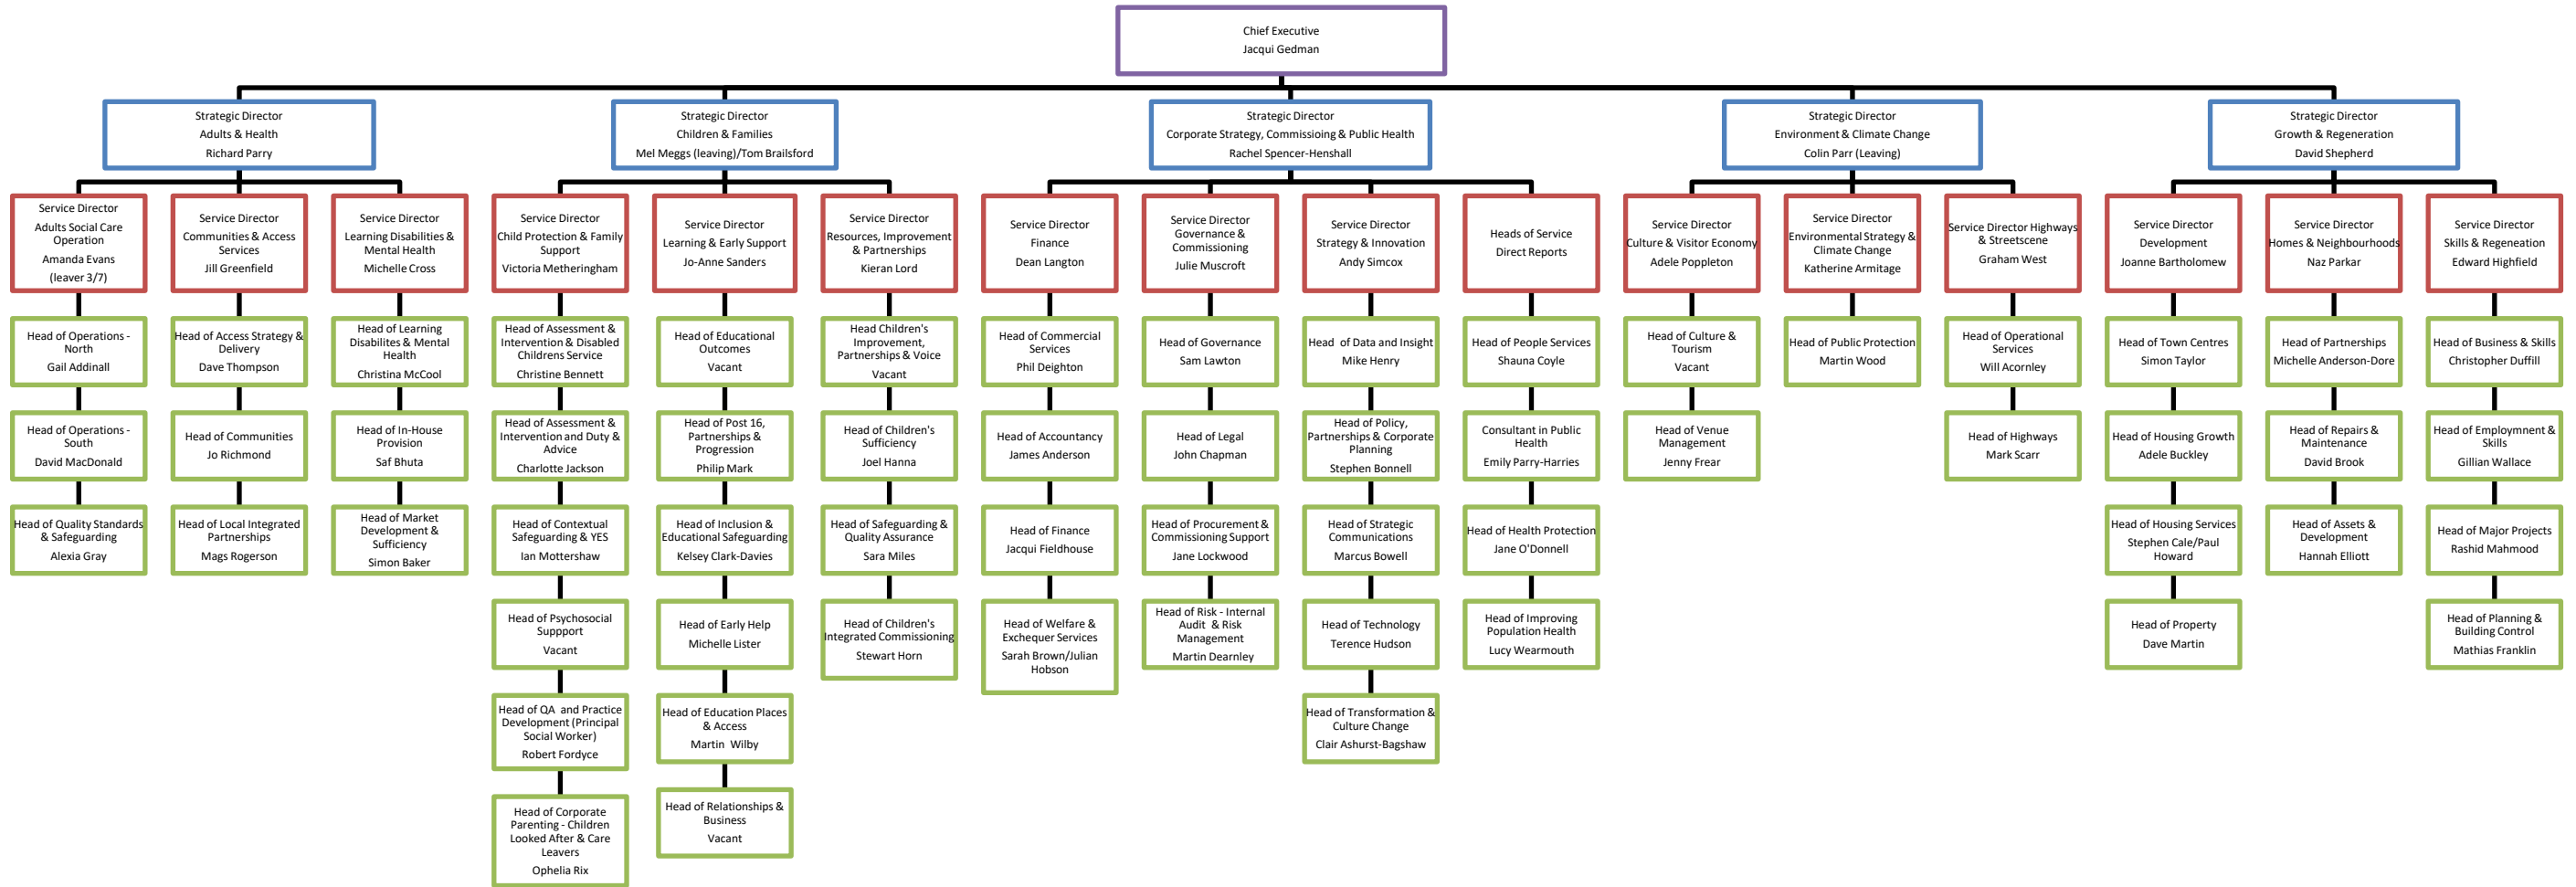 Chief Executive
Jacqui Gedman
Strategic Director
Adults & Health
Richard Parry
Strategic Director
Children & Families
Mel Meggs (leaving)/Tom Brailsford
Strategic Director
Corporate Strategy, Commissioing & Public Health
Rachel Spencer-Henshall
Strategic Director
Environment & Climate Change
Colin Parr (Leaving)
Strategic Director
Growth & Regeneration
David Shepherd
Service Director
Adults Social Care
Operation
Amanda Evans
(leaver 3/7)
Service Director
Communities & Access
Services
Jill Greenfield
Service Director
Learning Disabilities &
Mental Health
Michelle Cross
Service Director
Child Protection & Family
Support
Victoria Metheringham
Service Director
Learning & Early Support
Jo-Anne Sanders
Service Director
Resources, Improvement
& Partnerships
Kieran Lord
Service Director
Finance
Dean Langton
Service Director
Governance &
Commissioning
Julie Muscroft
Service Director
Strategy & Innovation
Andy Simcox
Heads of Service
Direct Reports
Service Director
Culture & Visitor Economy
Adele Poppleton
Service Director
Environmental Strategy &
Climate Change
Katherine Armitage
Service Director Highways
& Streetscene
Graham West
Service Director
Development
Joanne Bartholomew
Service Director
Homes & Neighbourhoods
Naz Parkar
Service Director
Skills & Regeneation
Edward Highfield
Head of Operations -
North
Gail Addinall
Head of Access Strategy &
Delivery
Dave Thompson
Head of Learning
Disabilites & Mental
Health
Christina McCool
Head of Assessment &
Intervention & Disabled
Childrens Service
Christine Bennett
Head of Educational
Outcomes
Vacant
Head Children's
Improvement,
Partnerships & Voice
Vacant
Head of Commercial
Services
Phil Deighton
Head of Governance
Sam Lawton
Head of Data and Insight
Mike Henry
Head of People Services
Shauna Coyle
Head of Culture &
Tourism
Vacant
Head of Public Protection
Martin Wood
Head of Operational
Services
Will Acornley
Head of Town Centres
Simon Taylor
Head of Partnerships
Michelle Anderson-Dore
Head of Business & Skills
Christopher Duffill
Head of Operations -
South
David MacDonald
Head of Communities
Jo Richmond
Head of In-House
Provision
Saf Bhuta
Head of Assessment &
Intervention and Duty &
Advice
Charlotte Jackson
Head of Post 16,
Partnerships &
Progression
Philip Mark
Head of Children's
Sufficiency
Joel Hanna
Head of Accountancy
James Anderson
Head of Legal
John Chapman
Head of Policy,
Partnerships & Corporate
Planning
Stephen Bonnell
Consultant in Public
Health
Emily Parry-Harries
Head of Venue
Management
Jenny Frear
Head of Highways
Mark Scarr
Head of Housing Growth
Adele Buckley
Head of Repairs &
Maintenance
David Brook
Head of Employmnent &
Skills
Gillian Wallace
Head of Quality Standards
& Safeguarding
Alexia Gray
Head of Local Integrated
Partnerships
Mags Rogerson
Head of Market
Development &
Sufficiency
Simon Baker
Head of Contextual
Safeguarding & YES
Ian Mottershaw
Head of Inclusion &
Educational Safeguarding
Kelsey Clark-Davies
Head of Safeguarding &
Quality Assurance
Sara Miles
Head of Finance
Jacqui Fieldhouse
Head of Procurement &
Commissioning Support
Jane Lockwood
Head of Strategic
Communications
Marcus Bowell
Head of Health Protection
Jane O'Donnell
Head of Housing Services
Stephen Cale/Paul
Howard
Head of Assets &
Development
Hannah Elliott
Head of Major Projects
Rashid Mahmood
Head of Psychosocial
Suppport
Vacant
Head of Early Help
Michelle Lister
Head of Children's
Integrated Commissioning
Stewart Horn
Head of Welfare &
Exchequer Services
Sarah Brown/Julian
Hobson
Head of Risk - Internal
Audit & Risk
Management
Martin Dearnley
Head of Technology
Terence Hudson
Head of Improving
Population Health
Lucy Wearmouth
Head of Property
Dave Martin
Head of Planning &
Building Control
Mathias Franklin
Head of QA and Practice
Development (Principal
Social Worker)
Robert Fordyce
Head of Education Places
& Access
Martin Wilby
Head of Transformation &
Culture Change
Clair Ashurst-Bagshaw
Head of Corporate
Parenting - Children
Looked After & Care
Leavers
Ophelia Rix
Head of Relationships &
Business
Vacant